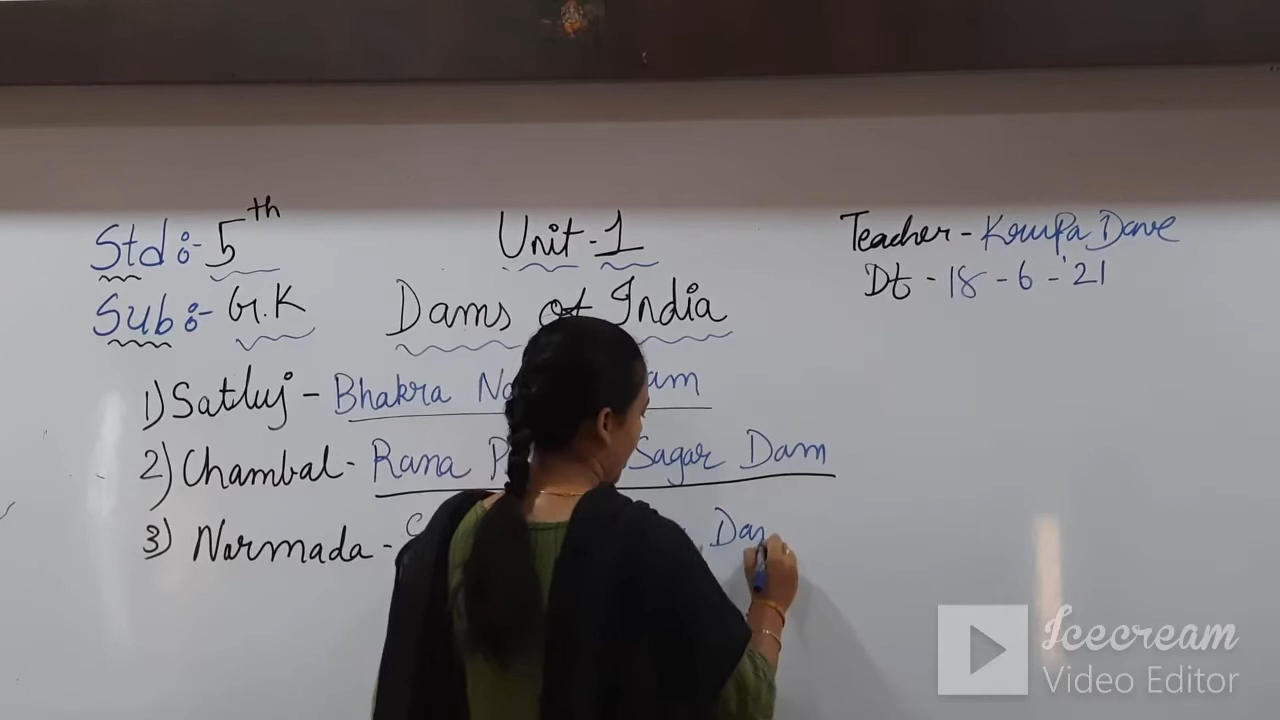 Std :- 5th
Unit - 1
Teacher - Krupa Dave
Dt - 18 - 6 - '21
Sub :- G.K
Dams of India
1) Satluj - Bhakra
2) Chambal - Rana Sagar Dam
3) Narmada -
Icecream
Video Editor